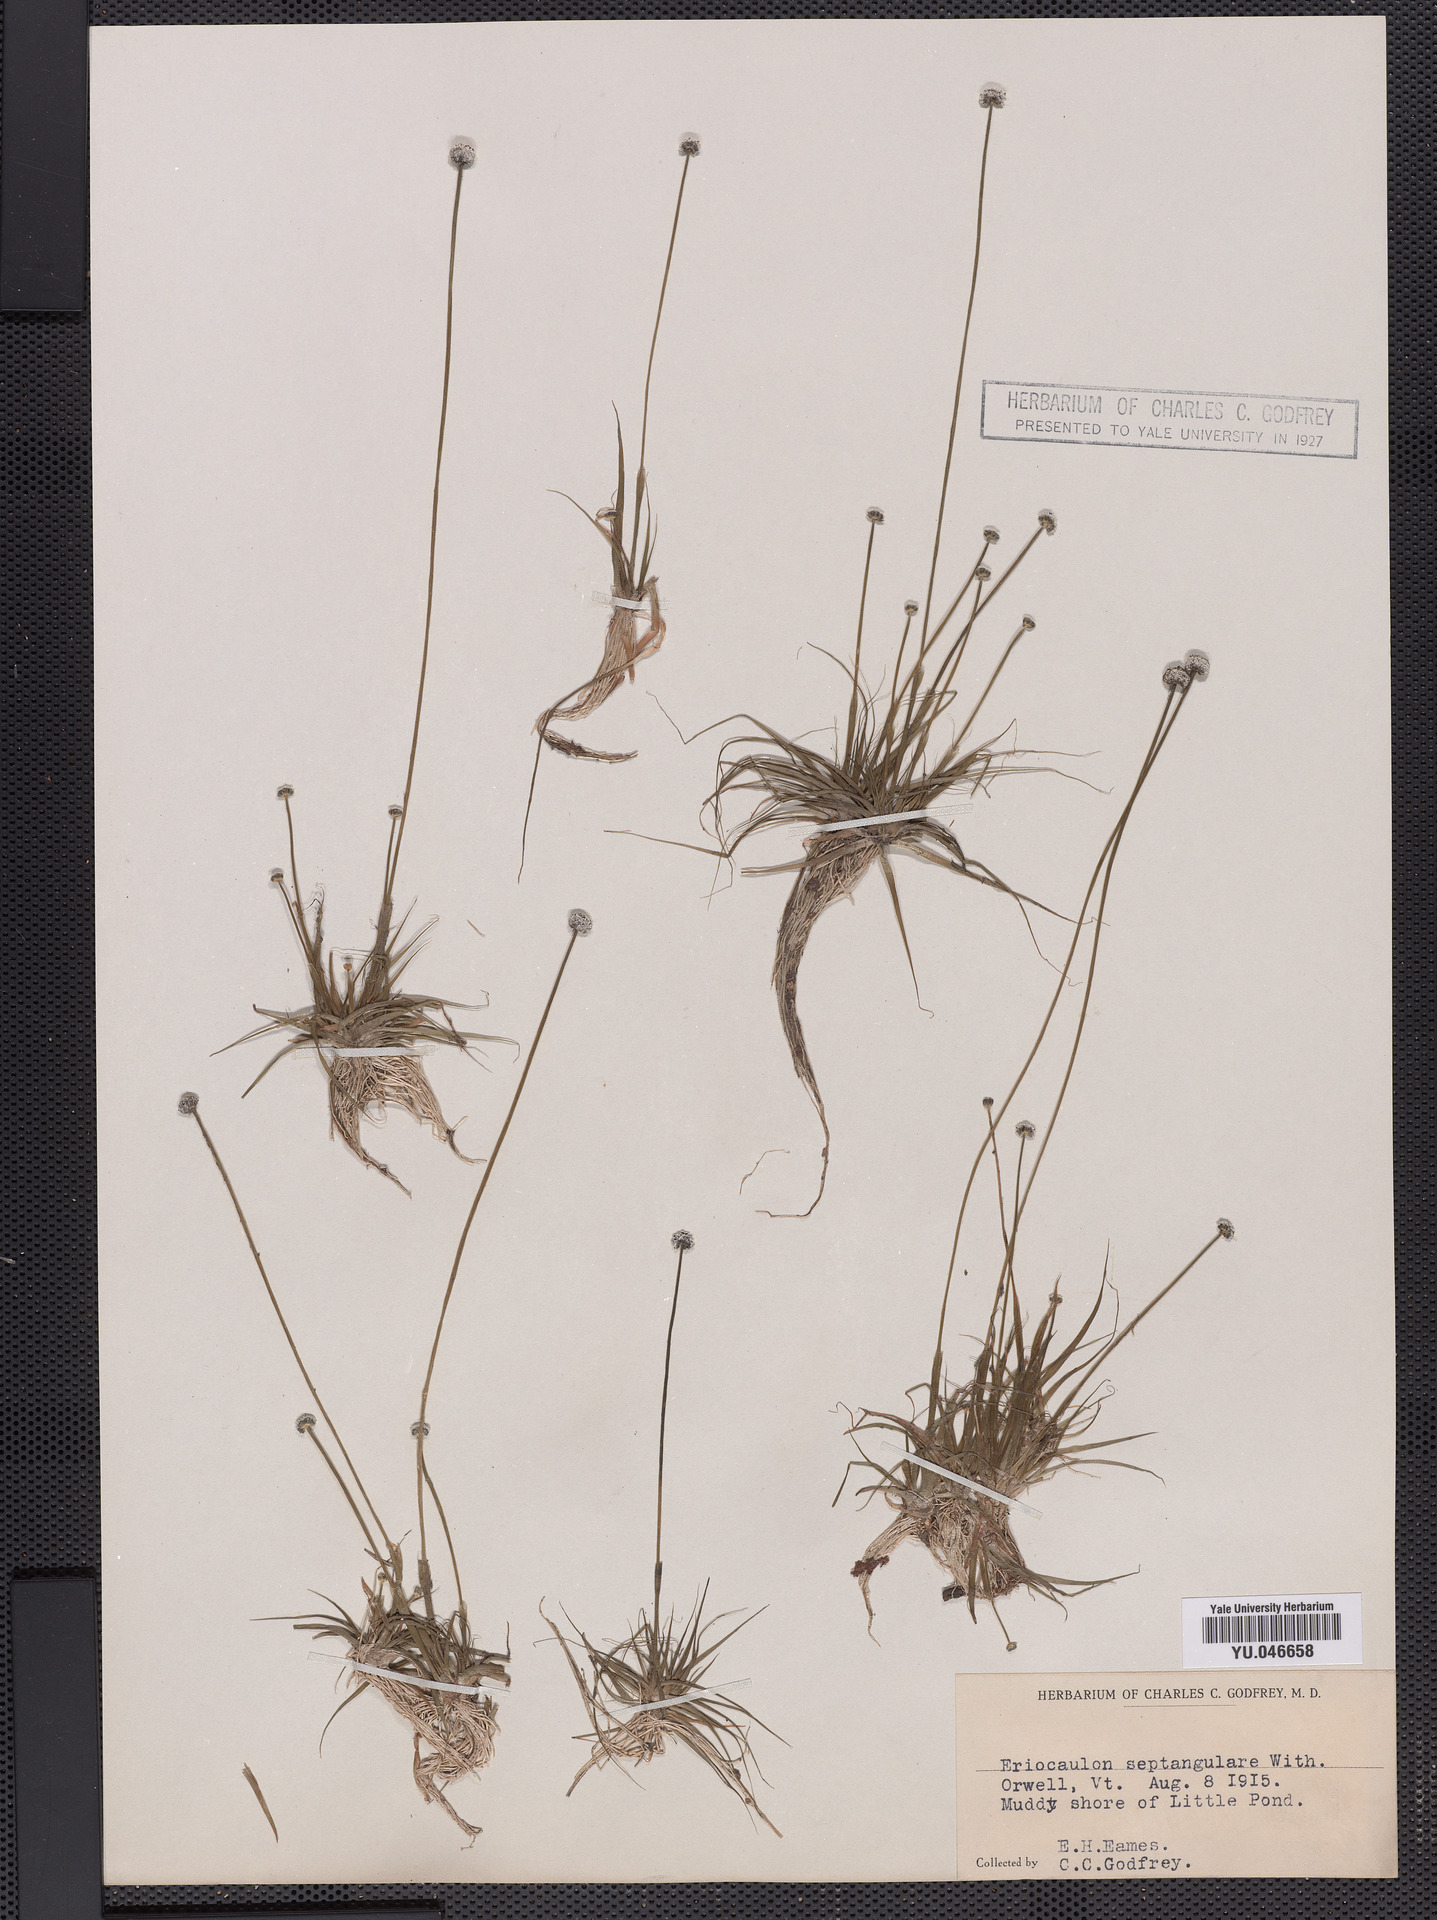 HERBARIUM OF CHARLES C. GODFREY
PRESENTED TO YALE UNIVERSITY IN 1927
Yale University Herbarium
YU.046658
HERBARIUM OF CHARLES C. GODFREY, M. D.
Eriocaulon septangulare With.
Orwell, Vt. Aug. 8 I9I5.
Muddy shore of Little Pond.
E.H.Eames.
Collected by C.C.Godfrey.